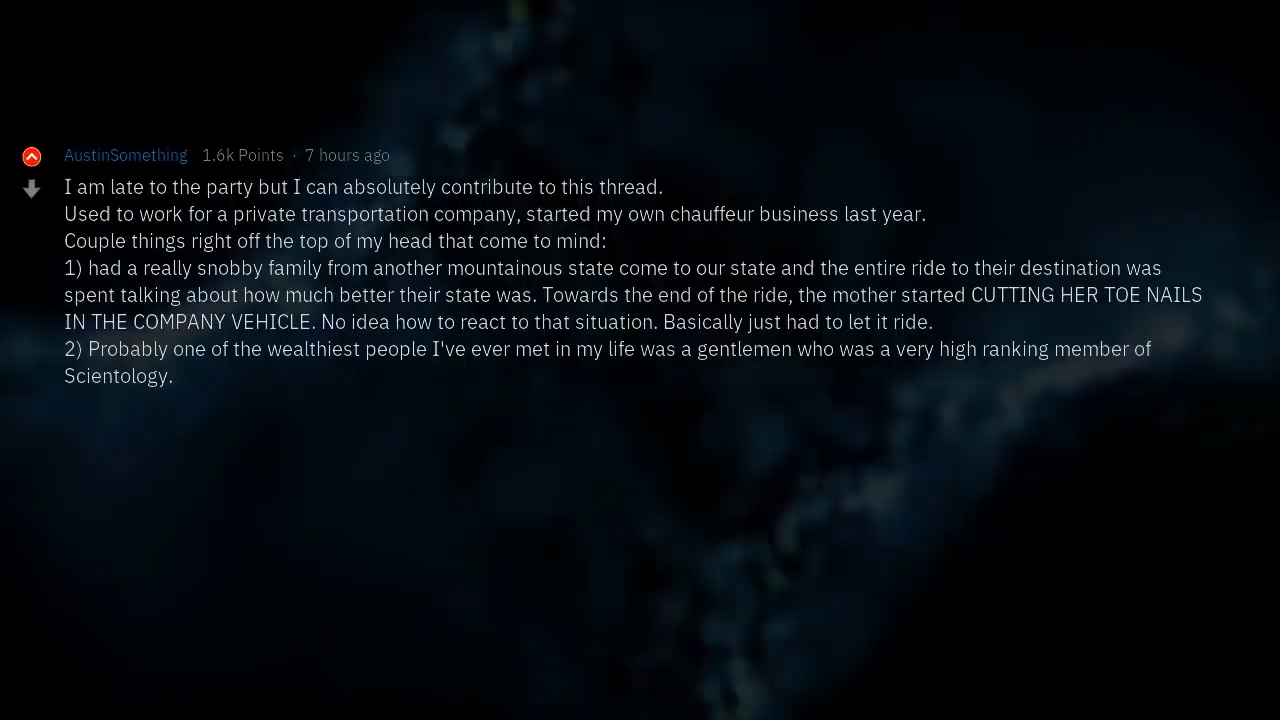 AustinSomething 1.6k Points · 7 hours ago
I am late to the party but I can absolutely contribute to this thread.
Used to work for a private transportation company, started my own chauffeur business last year.
Couple things right off the top of my head that come to mind:
1) had a really snobby family from another mountainous state come to our state and the entire ride to their destination was
spent talking about how much better their state was. Towards the end of the ride, the mother started CUTTING HER TOE NAILS
IN THE COMPANY VEHICLE. No idea how to react to that situation. Basically just had to let it ride.
2) Probably one of the wealthiest people I've ever met in my life was a gentlemen who was a very high ranking member of
Scientology.